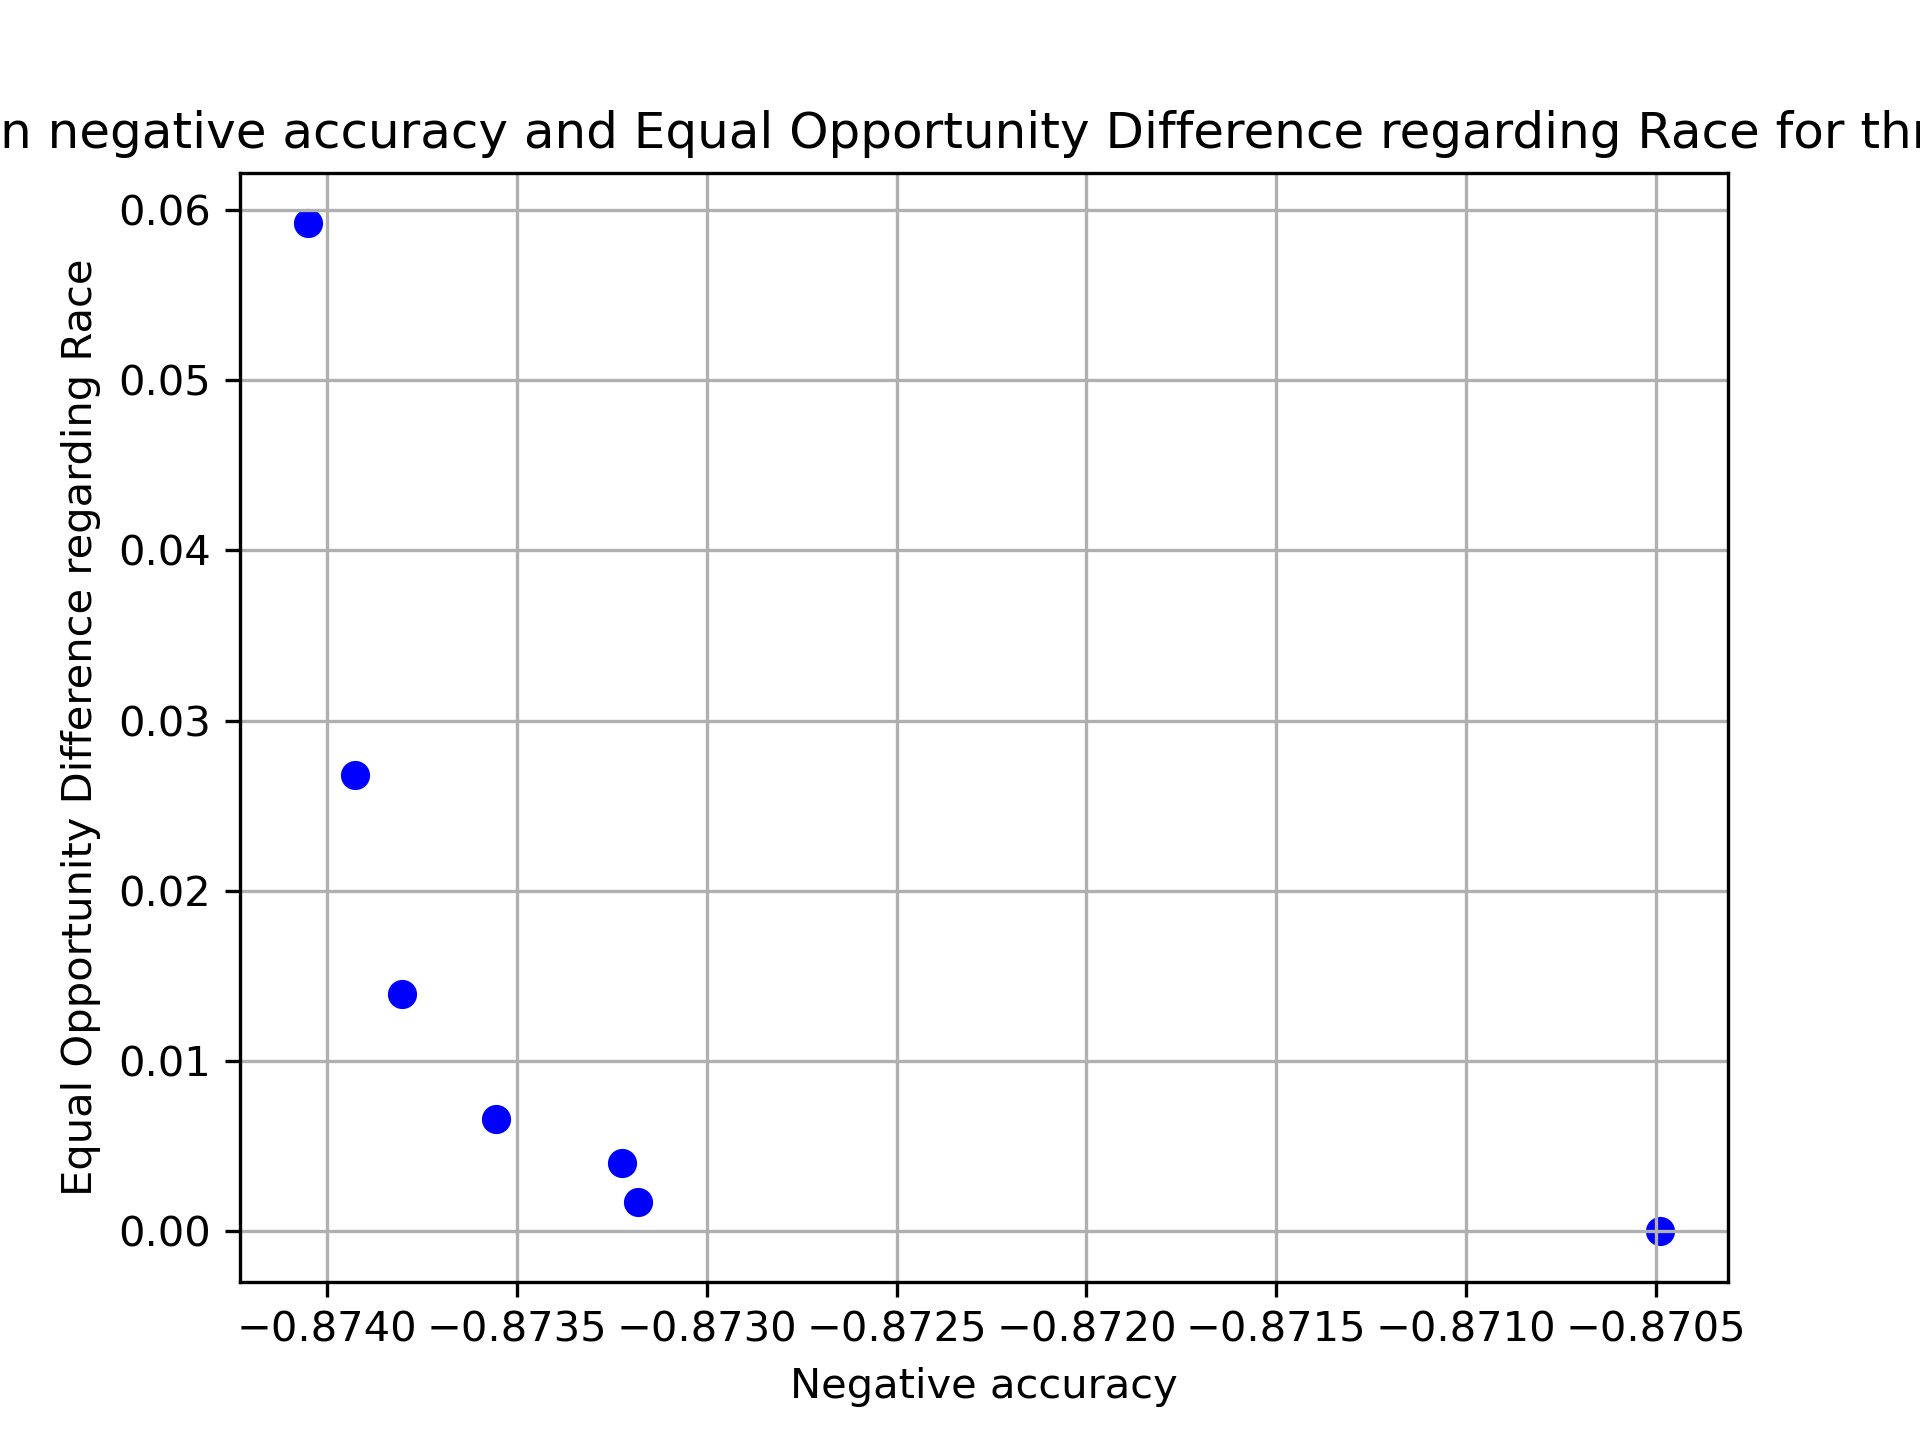 n negative accuracy and Equal Opportunity Difference regarding Race for thr
Equal Opportunity Difference regarding Race
0.06
0.05
0.04
0.03
0.02
0.01
0.00
−0.8740 −0.8735 −0.8730 −0.8725 −0.8720 −0.8715 −0.8710 −0.8705
Negative accuracy